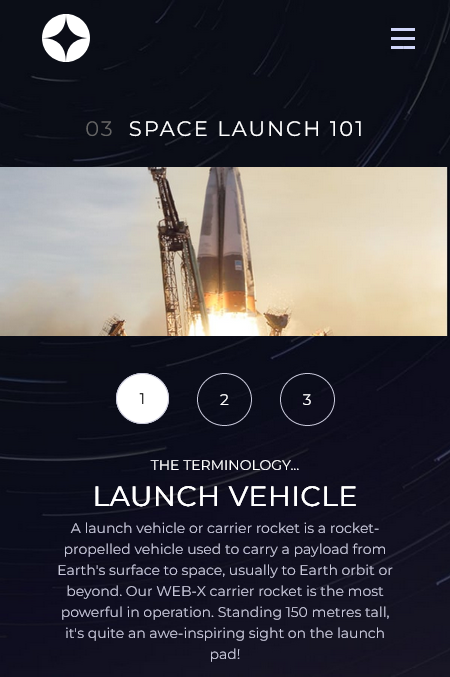 03 SPACE LAUNCH 101
1 2 3
THE TERMINOLOGY...
LAUNCH VEHICLE
A launch vehicle or carrier rocket is a rocket-
propelled vehicle used to carry a payload from
Earth's surface to space, usually to Earth orbit or
beyond. Our WEB-X carrier rocket is the most
powerful in operation. Standing 150 metres tall,
it's quite an awe-inspiring sight on the launch
pad!